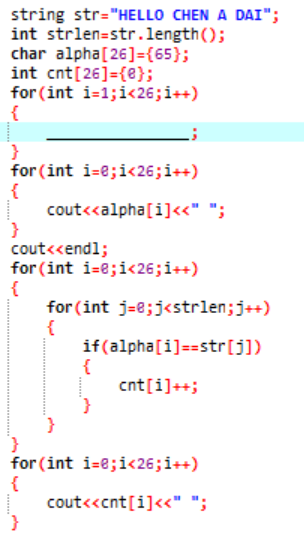 string str="HELLO CHEN A DAI";
int strlen=str.length();
char alpha[26]={65};
int cnt[26]={0};
for(int i=1;i<26;i++)
{
    ________________;
}
for(int i=0;i<26;i++)
{
    cout<<alpha[i]<<" ";
}
cout<<endl;
for(int i=0;i<26;i++)
{
    for(int j=0;j<strlen;j++)
    {
        if(alpha[i]==str[j])
        {
            cnt[i]++;
        }
    }
}
for(int i=0;i<26;i++)
{
    cout<<cnt[i]<<" ";
}